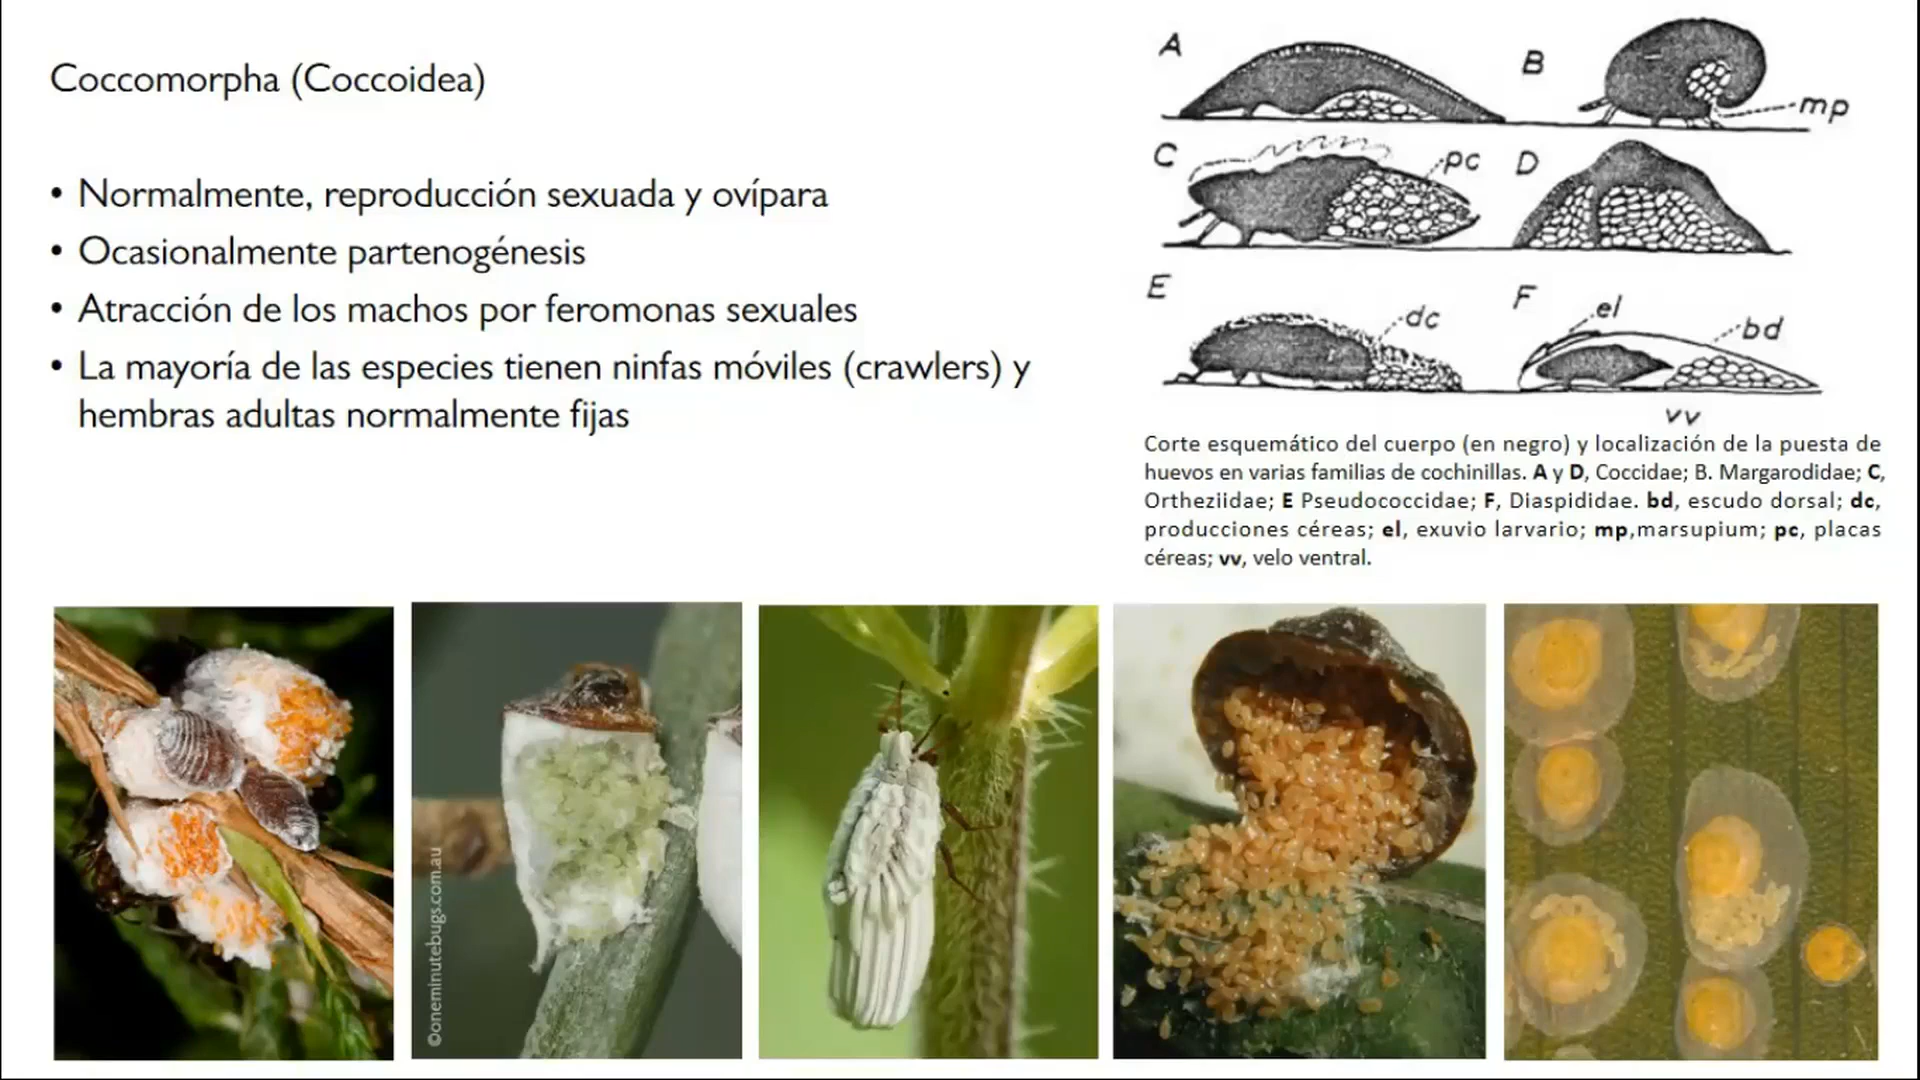 Coccomorpha (Coccoidea)
• Normalmente, reproducción sexuada y ovípara
• Ocasionalmente partenogénesis
• Atracción de los machos por feromonas sexuales
• La mayoría de las especies tienen ninfas móviles (crawlers) y
hembras adultas normalmente fijas
A
B
mp
C
pc
D
E
dc
F
el
bd
vv
Corte esquemático del cuerpo (en negro) y localización de la puesta de
huevos en varias familias de cochinillas. A y D, Coccidae; B. Margarodidae; C,
Ortheziidae; E Pseudococcidae; F, Diaspididae. bd, escudo dorsal; dc,
producciones céreas; el, exuvio larvario; mp,marsupium; pc, placas
céreas; vv, velo ventral.
©oneminutebugs.com.au